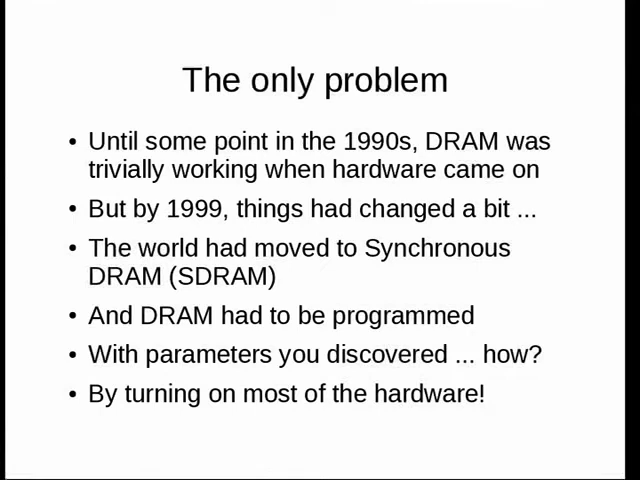 The only problem
• Until some point in the 1990s, DRAM was
trivially working when hardware came on
• But by 1999, things had changed a bit ...
• The world had moved to Synchronous
DRAM (SDRAM)
• And DRAM had to be programmed
• With parameters you discovered ... how?
• By turning on most of the hardware!